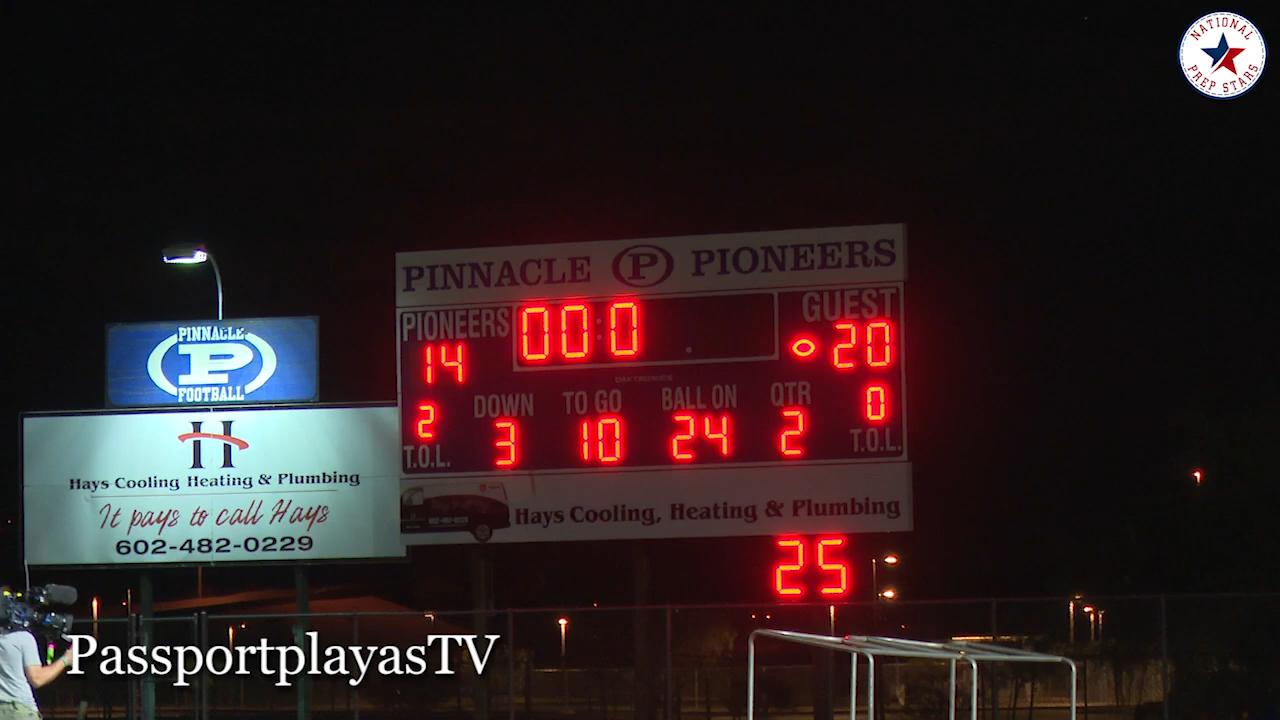 NATIONAL
PREP STARS
PINNACLE P PIONEERS
PIONEERS 00:0 GUEST
14 20
DOWN TO GO BALL ON QTR
2 3 10 24 2 0
T.O.L. T.O.L.
Hays Cooling, Heating & Plumbing
25
PINNACLE
P
FOOTBALL
H
Hays Cooling Heating & Plumbing
It pays to call Hays
602-482-0229
PassportplayasTV